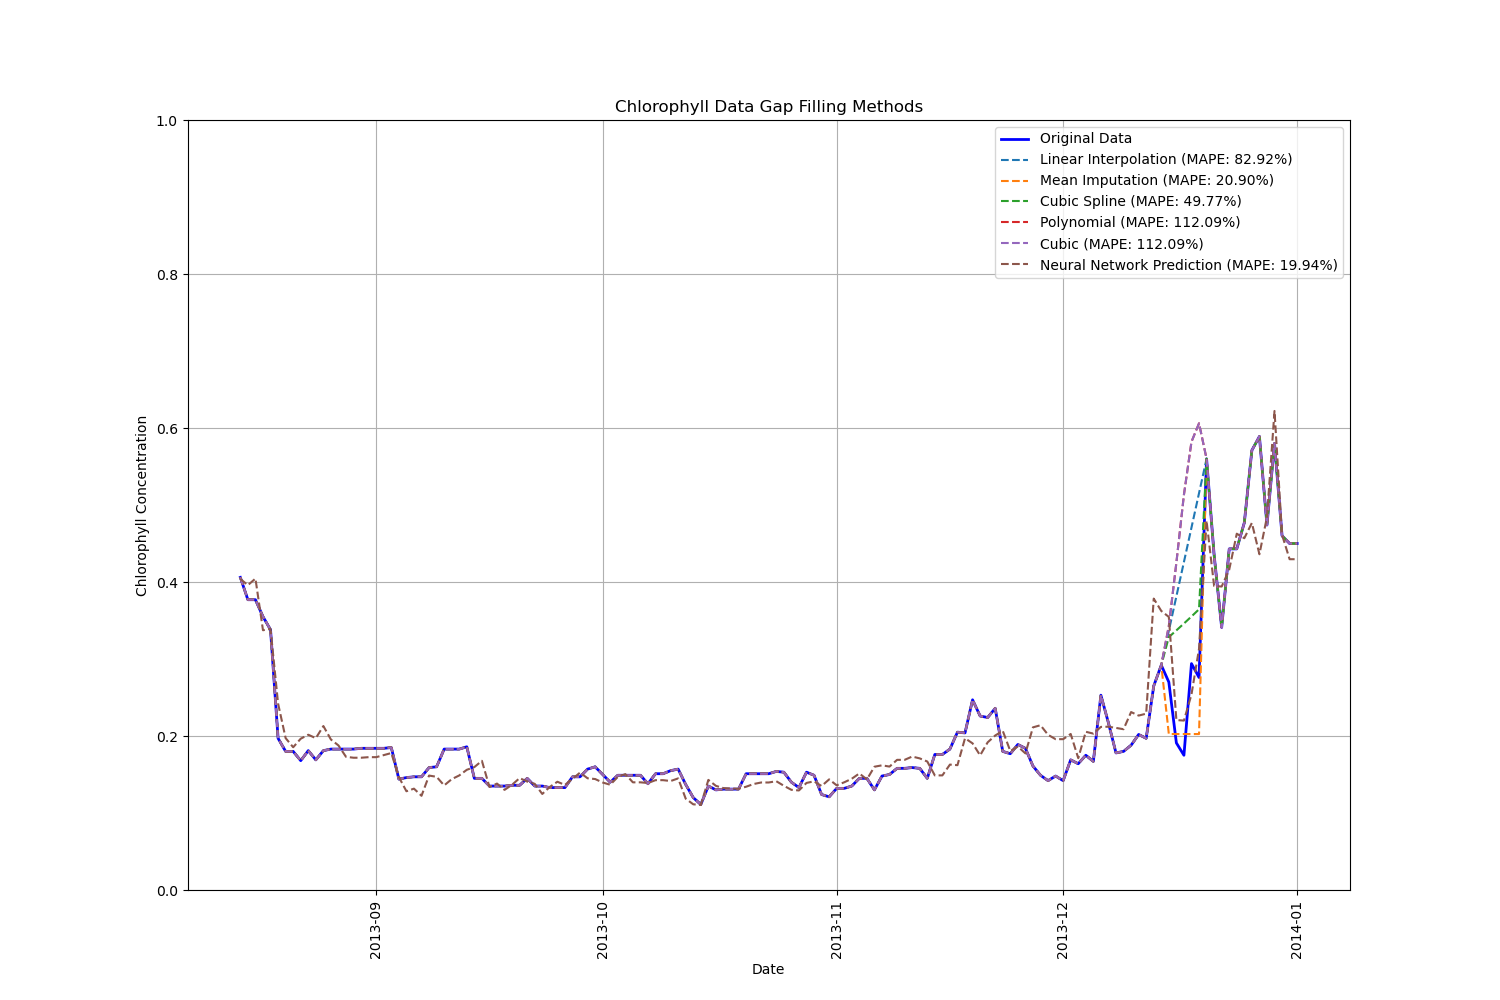 Chlorophyll Data Gap Filling Methods
Original Data
Linear Interpolation (MAPE: 82.92%)
Mean Imputation (MAPE: 20.90%)
Cubic Spline (MAPE: 49.77%)
Polynomial (MAPE: 112.09%)
Cubic (MAPE: 112.09%)
Neural Network Prediction (MAPE: 19.94%)
Chlorophyll Concentration
1.0
0.8
0.6
0.4
0.2
0.0
2013-09
2013-10
2013-11
2013-12
2014-01
Date